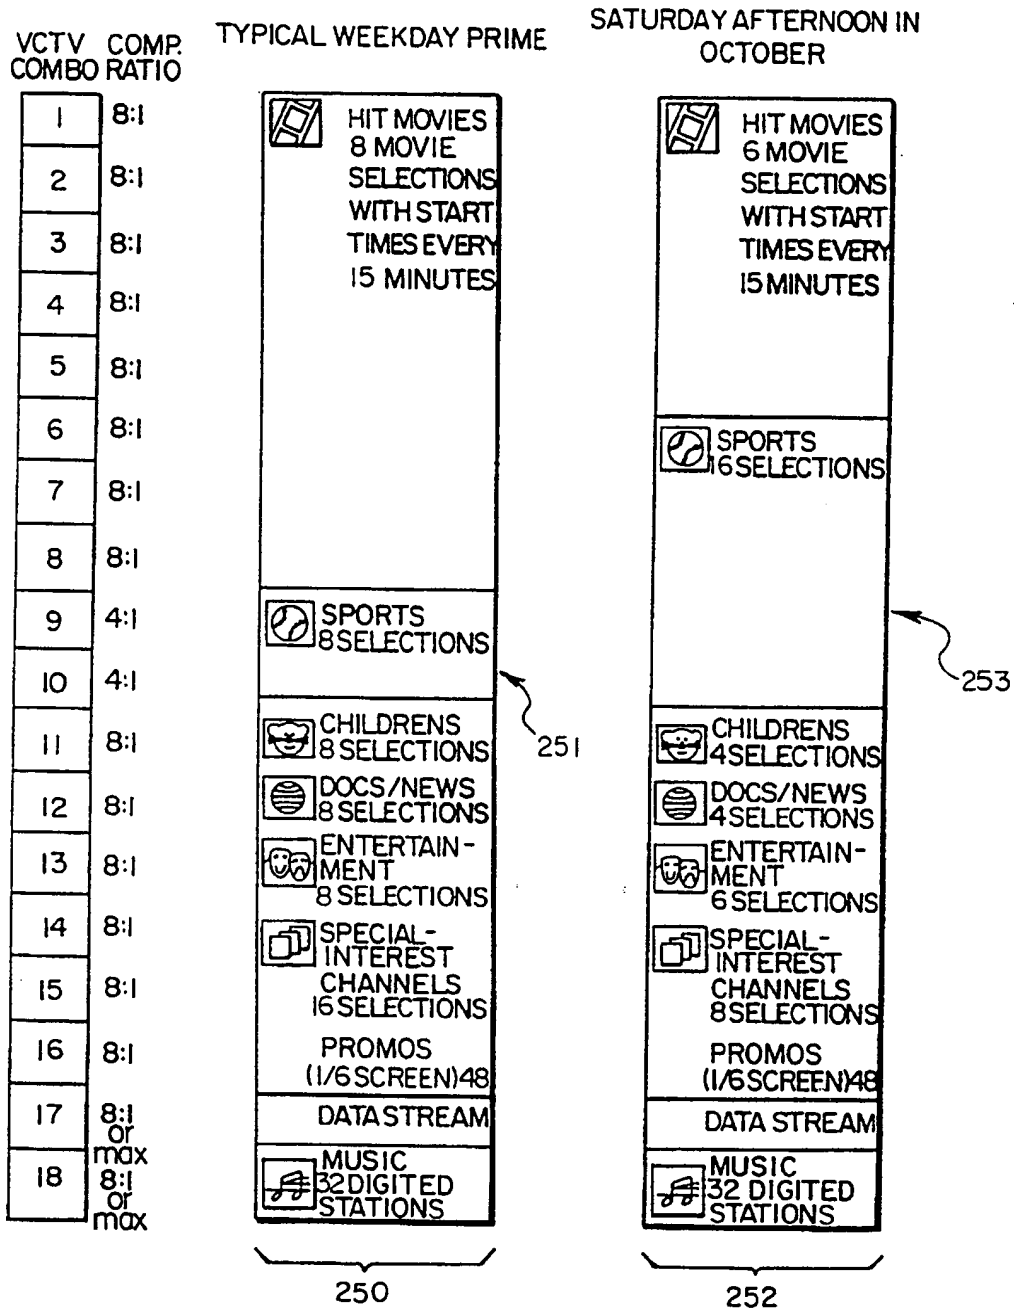 VCTV COMP.
COMBO RATIO
1 8:1
2 8:1
3 8:1
4 8:1
5 8:1
6 8:1
7 8:1
8 8:1
9 4:1
10 4:1
11 8:1
12 8:1
13 8:1
14 8:1
15 8:1
16 8:1
17 8:1
or
max
18 8:1
or
max
TYPICAL WEEKDAY PRIME
HIT MOVIES
8 MOVIE
SELECTIONS
WITH START
TIMES EVERY
15 MINUTES
SPORTS
8 SELECTIONS
251
CHILDRENS
8 SELECTIONS
DOCS/NEWS
8 SELECTIONS
ENTERTAIN-
MENT
8 SELECTIONS
SPECIAL-
INTEREST
CHANNELS
16 SELECTIONS
PROMOS
(1/6 SCREEN) 48
DATA STREAM
MUSIC
32 DIGITED
STATIONS
250
SATURDAY AFTERNOON IN
OCTOBER
HIT MOVIES
6 MOVIE
SELECTIONS
WITH START
TIMES EVERY
15 MINUTES
SPORTS
16 SELECTIONS
253
CHILDRENS
4 SELECTIONS
DOCS/NEWS
4 SELECTIONS
ENTERTAIN-
MENT
6 SELECTIONS
SPECIAL-
INTEREST
CHANNELS
8 SELECTIONS
PROMOS
(1/6 SCREEN) 48
DATA STREAM
MUSIC
32 DIGITED
STATIONS
252